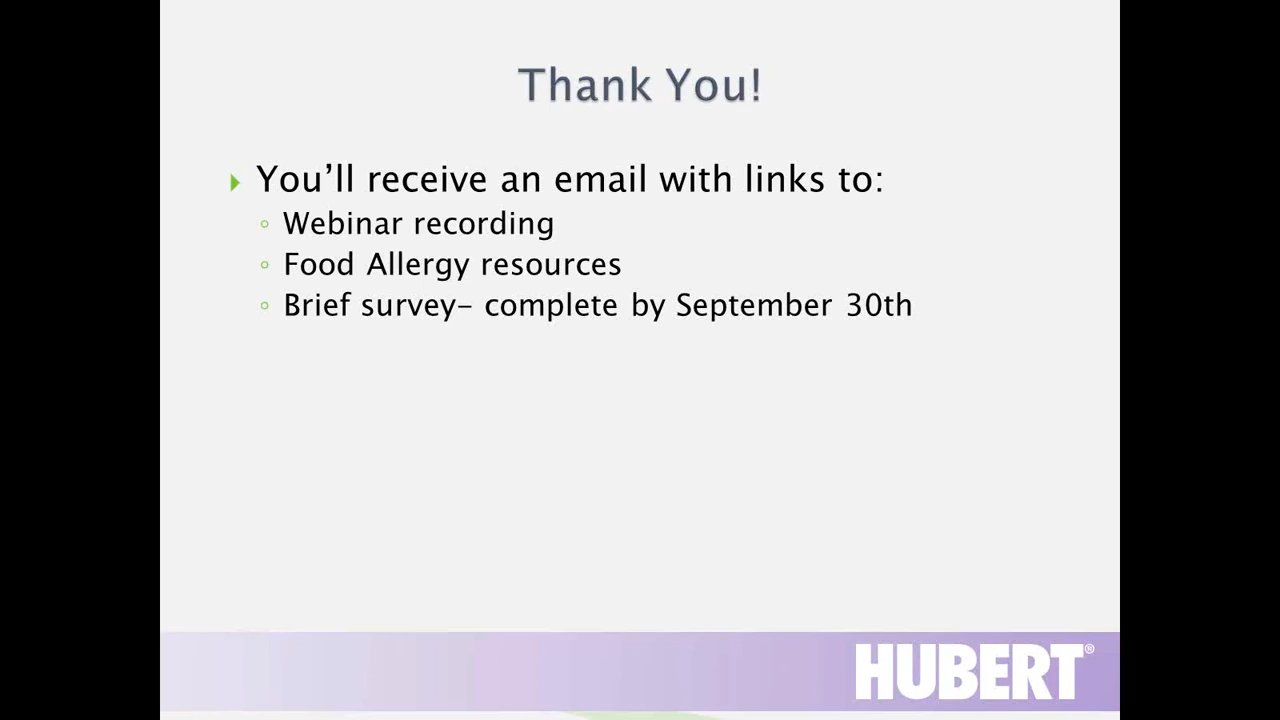 Thank You!
You’ll receive an email with links to:
Webinar recording
Food Allergy resources
Brief survey- complete by September 30th
HUBERT®